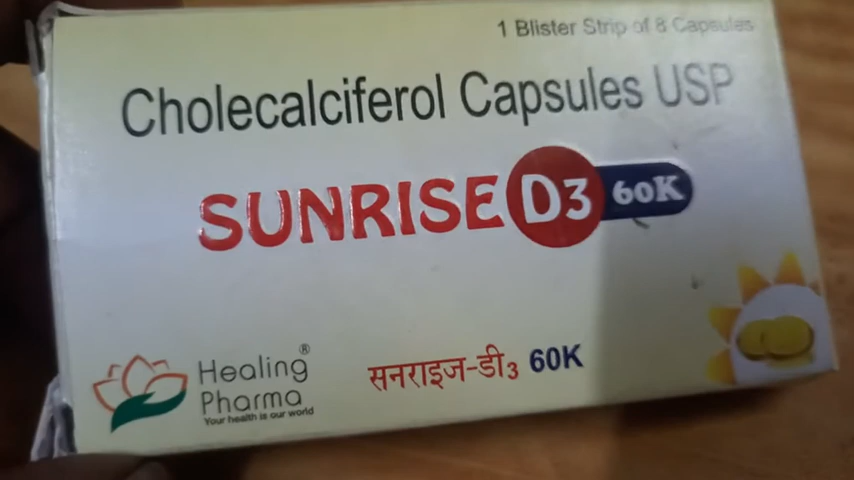 1 Blister Strip of 8 Capsules
Cholecalciferol Capsules USP
SUNRISE D3 60K
Healing Pharma®
Your health is our world
सनराइज-डी3 60K